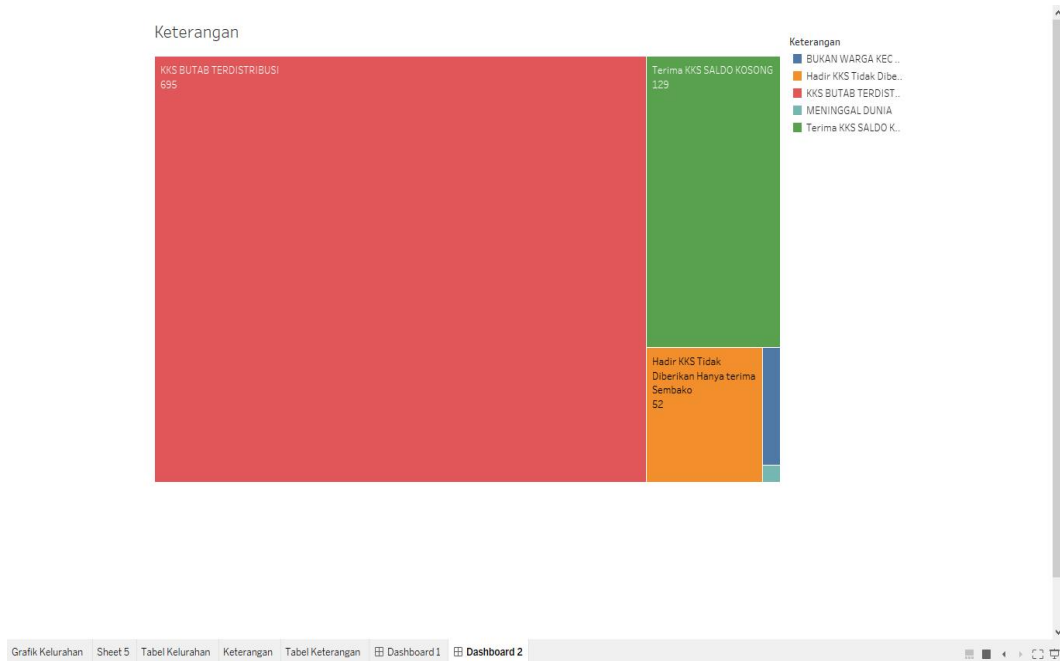 Keterangan
KKS BUTAB TERDISTRIBUSI
695
Terima KKS SALDO KOSONG
129
Hadir KKS Tidak
Diberikan Hanya terima
Sembako
52
Keterangan
BUKAN WARGA KEC ..
Hadir KKS Tidak Dibe..
KKS BUTAB TERDIST..
MENINGGAL DUNIA
Terima KKS SALDO K..
Grafik Kelurahan Sheet 5 Tabel Kelurahan Keterangan Tabel Keterangan Dashboard 1 Dashboard 2